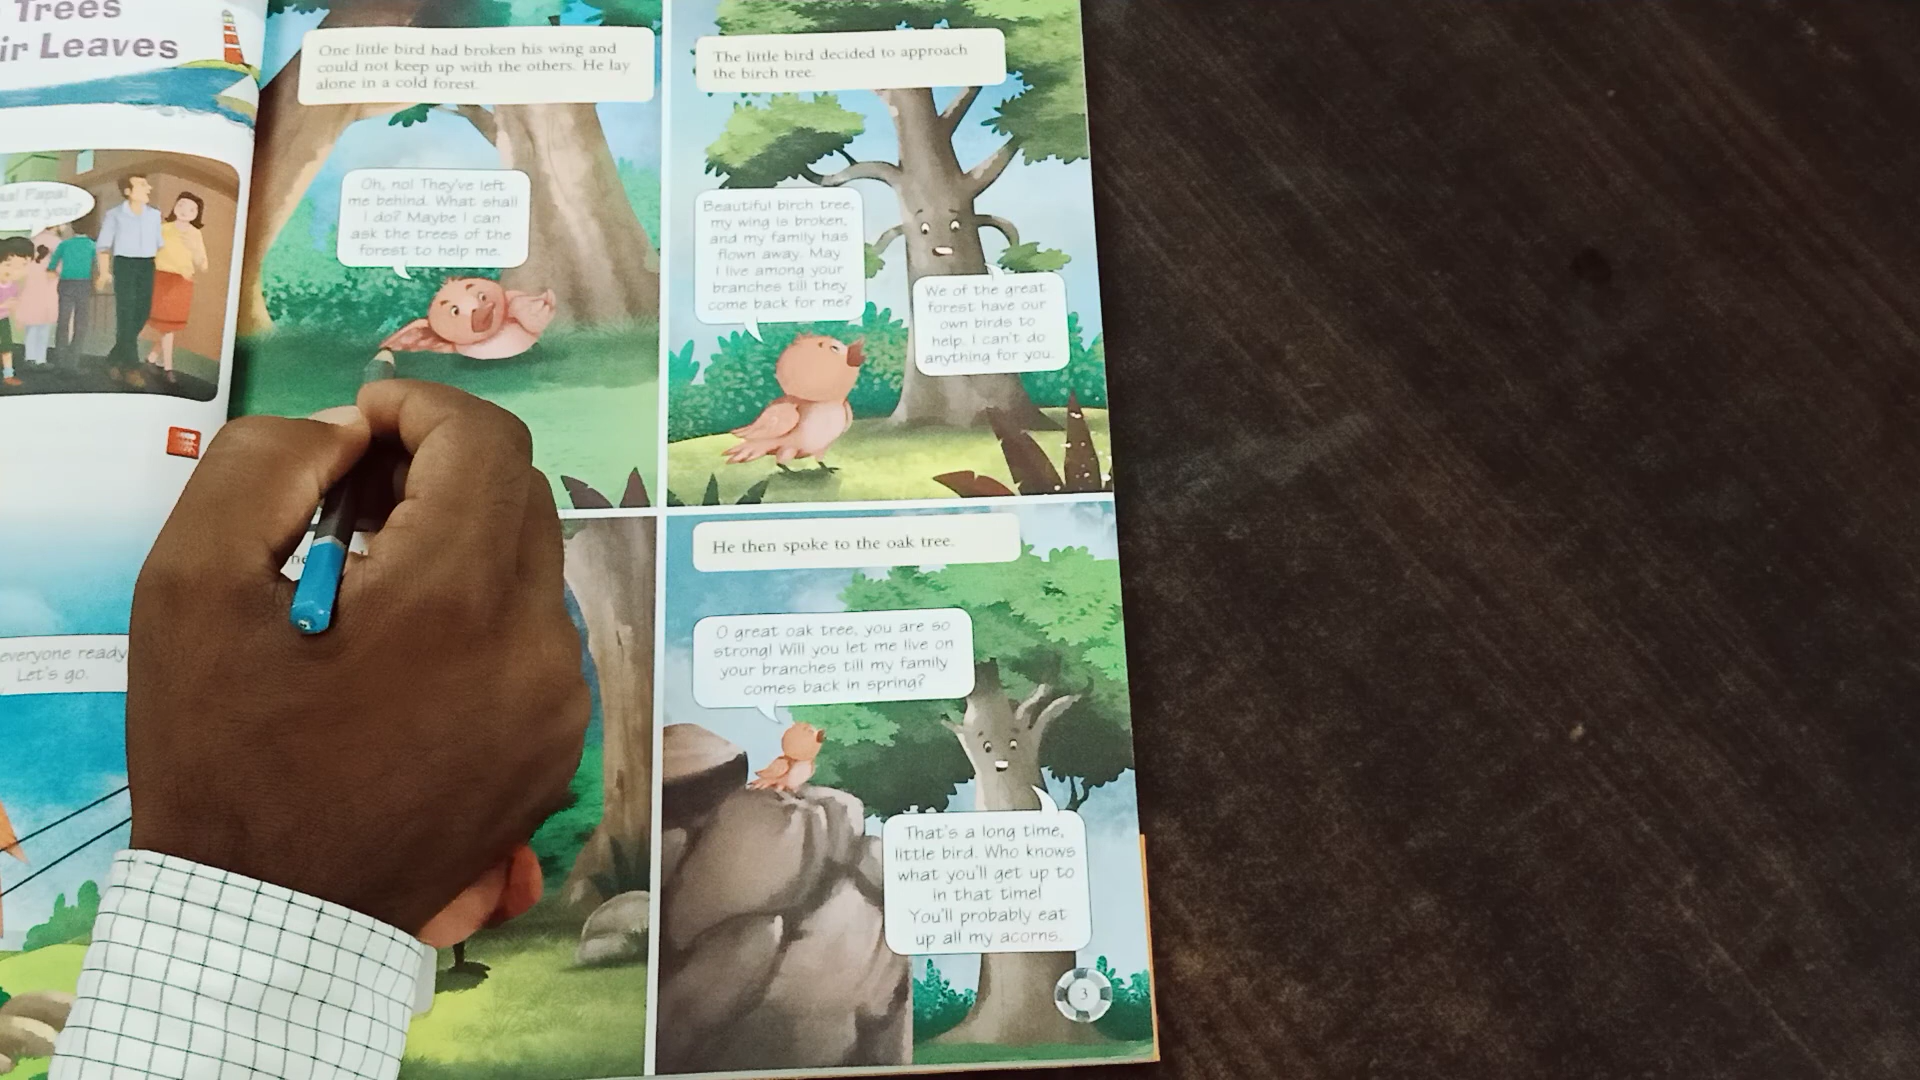 Trees
ir Leaves
Papa!
e are you?
everyone ready
Let's go.
One little bird had broken his wing and
could not keep up with the others. He lay
alone in a cold forest.
Oh, no! They've left
me behind. What shall
I do? Maybe I can
ask the trees of the
forest to help me.
The little bird decided to approach
the birch tree.
Beautiful birch tree,
my wing is broken,
and my family has
flown away. May
I live among your
branches till they
come back for me?
We of the great
forest have our
own birds to
help. I can't do
anything for you.
He then spoke to the oak tree.
O great oak tree, you are so
strong! Will you let me live on
your branches till my family
comes back in spring?
That's a long time,
little bird. Who knows
what you'll get up to
in that time!
You'll probably eat
up all my acorns.
3